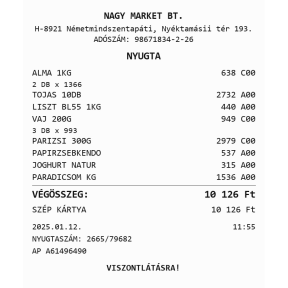 NAGY MARKET BT.
H-8921 Németmindszentapáti, Nyéktamásii tér 193.
ADÓSZÁM: 98671834-2-26
NYUGTA
ALMA 1KG 638 C00
2 DB x 1366
TOJAS 10DB 2732 A00
LISZT BL55 1KG 440 A00
VAJ 200G 949 C00
3 DB x 993
PARIZSI 300G 2979 C00
PAPIRZSEBKENDO 537 A00
JOGHURT NATUR 315 A00
PARADICSOM KG 1536 A00
VÉGÖSSZEG: 10 126 Ft
SZÉP KÁRTYA 10 126 Ft
2025.01.12. 11:55
NYUGTASZÁM: 2665/79682
AP A61496490
VISZONTLÁTÁSRA!